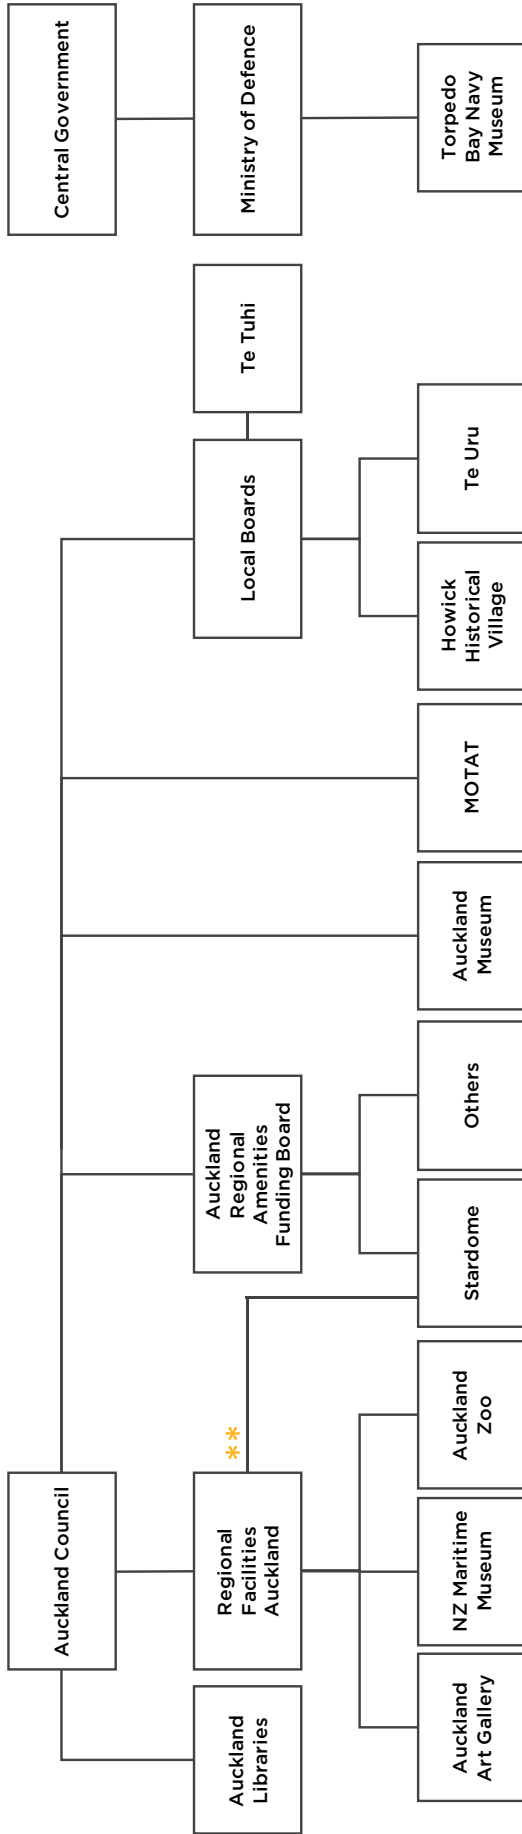 Auckland Council
Central Government
Auckland
Libraries
Regional
Facilities
Auckland
**
Auckland
Regional
Amenities
Funding Board
Local Boards
Te Tuhi
Ministry of Defence
Auckland
Art Gallery
NZ Maritime
Museum
Auckland
Zoo
Stardome
Others
Auckland
Museum
MOTAT
Howick
Historical
Village
Te Uru
Torpedo
Bay Navy
Museum